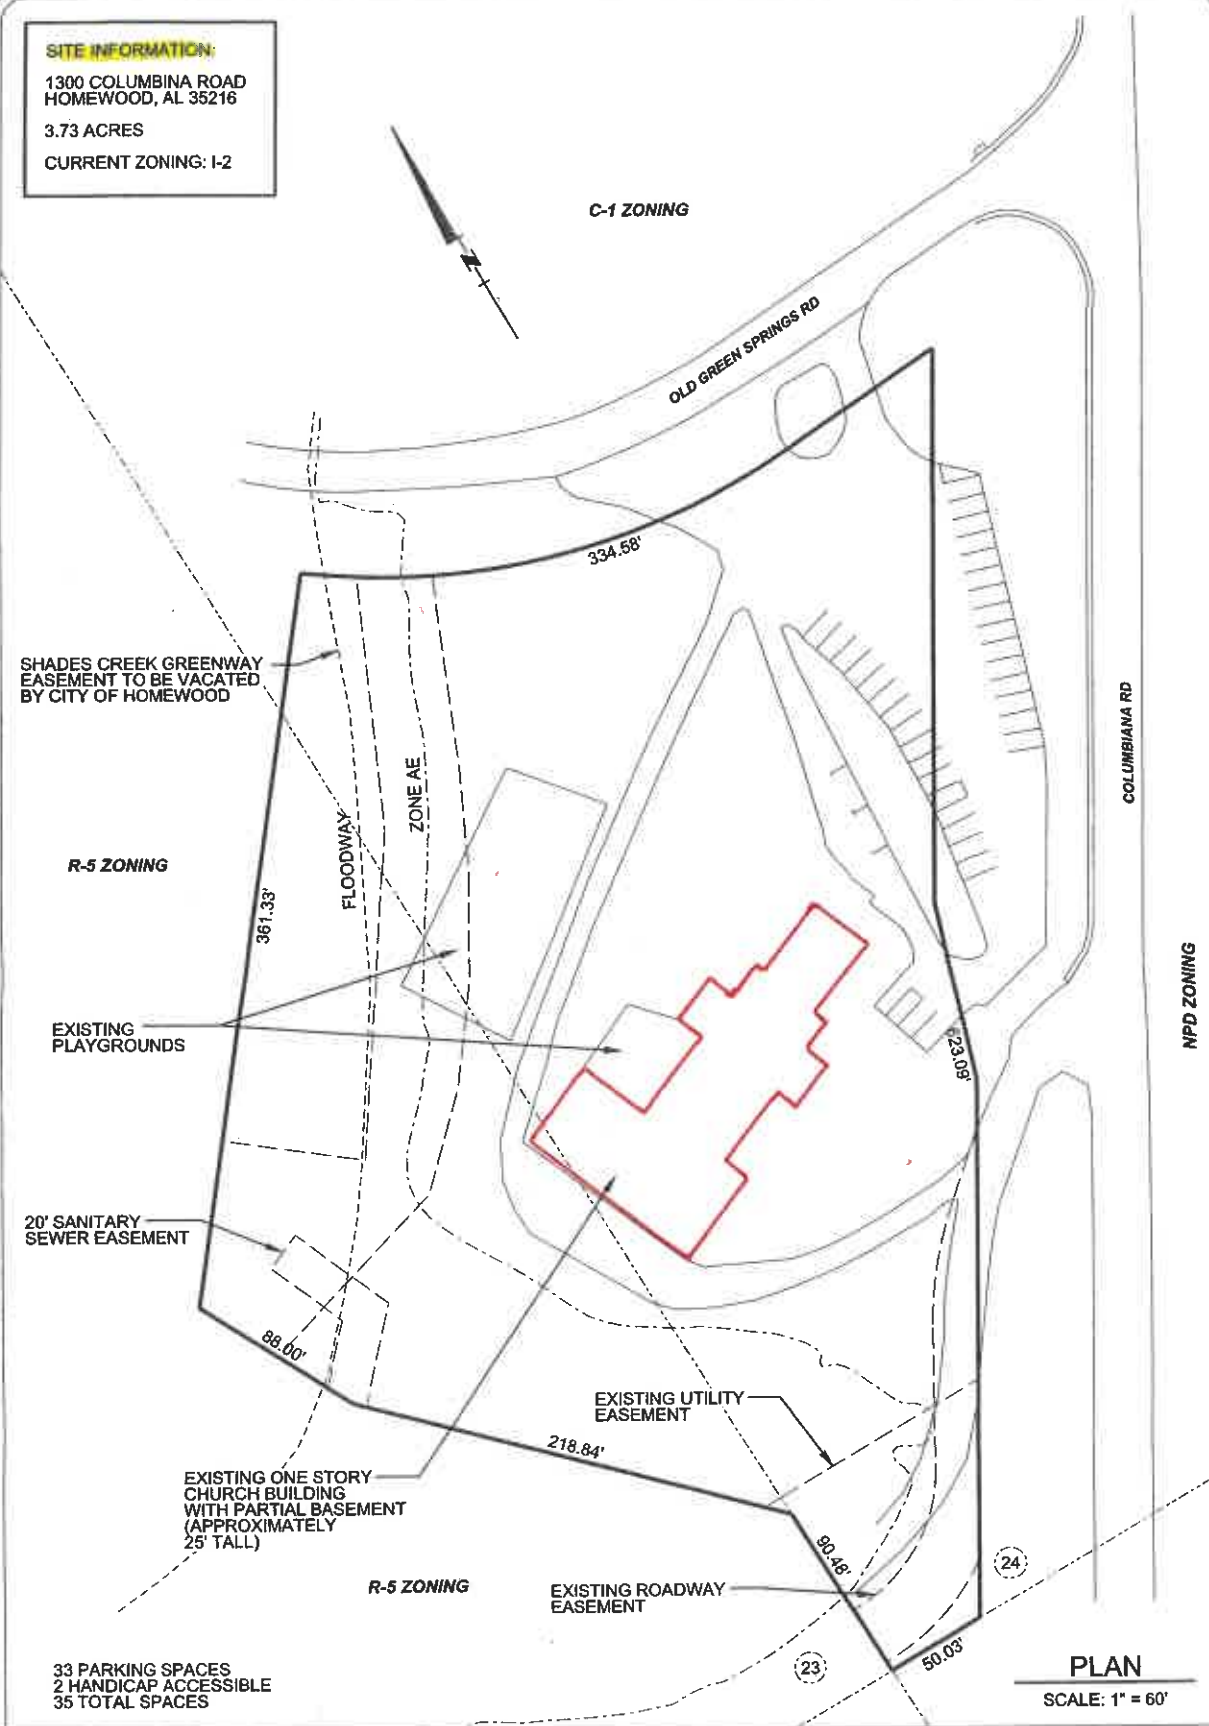 SITE INFORMATION:
1300 COLUMBINA ROAD
HOMEWOOD, AL 35216
3.73 ACRES
CURRENT ZONING: I-2
C-1 ZONING
N
OLD GREEN SPRINGS RD
334.58'
SHADES CREEK GREENWAY
EASEMENT TO BE VACATED
BY CITY OF HOMEWOOD
COLUMBIANA RD
ZONE AE
FLOODWAY
R-5 ZONING
361.33'
NPD ZONING
EXISTING
PLAYGROUNDS
623.09'
20' SANITARY
SEWER EASEMENT
88.00'
EXISTING UTILITY
EASEMENT
218.84'
EXISTING ONE STORY
CHURCH BUILDING
WITH PARTIAL BASEMENT
(APPROXIMATELY
25' TALL)
90.48'
24
R-5 ZONING
EXISTING ROADWAY
EASEMENT
50.03'
23
33 PARKING SPACES
2 HANDICAP ACCESSIBLE
35 TOTAL SPACES
PLAN
SCALE: 1" = 60'